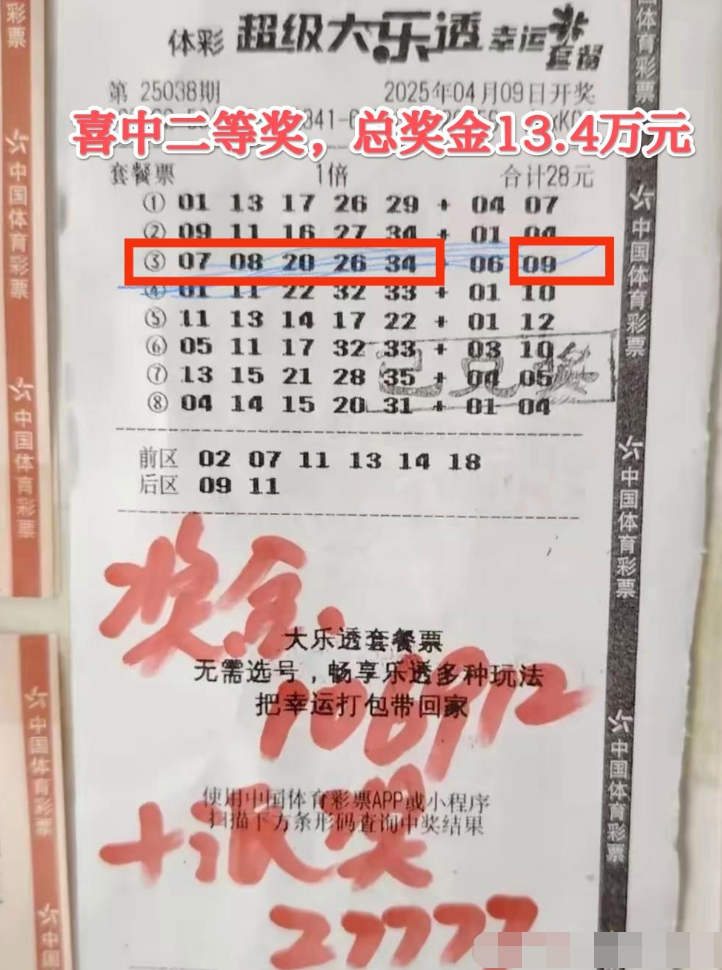 彩票
中国体育彩票
中国体育彩票
体彩 超级大乐透 幸运 套餐
第 25038期 2025年04月09日开奖
喜中二等奖，总奖金13.4万元
套餐票 1倍 合计28元
① 01 13 17 26 29 + 04 07
② 09 11 16 27 34 + 01 04
③ 07 08 20 26 34 06 09
④ 01 11 22 32 33 + 01 10
⑤ 11 13 14 17 22 + 01 12
⑥ 05 11 17 32 33 + 03 10
⑦ 13 15 21 28 35 + 04 05
⑧ 04 14 15 20 31 + 01 04
已兑奖
前区 02 07 11 13 14 18
后区 09 11
奖金：
大乐透套餐票
无需选号，畅享乐透多种玩法
把幸运打包带回家
106972
使用中国体育彩票APP或小程序
扫描下方条形码查询中奖结果
+派奖
27777
中国体育彩票
中国体育彩票
中国体育彩票
中国体育彩票
中国体育彩票